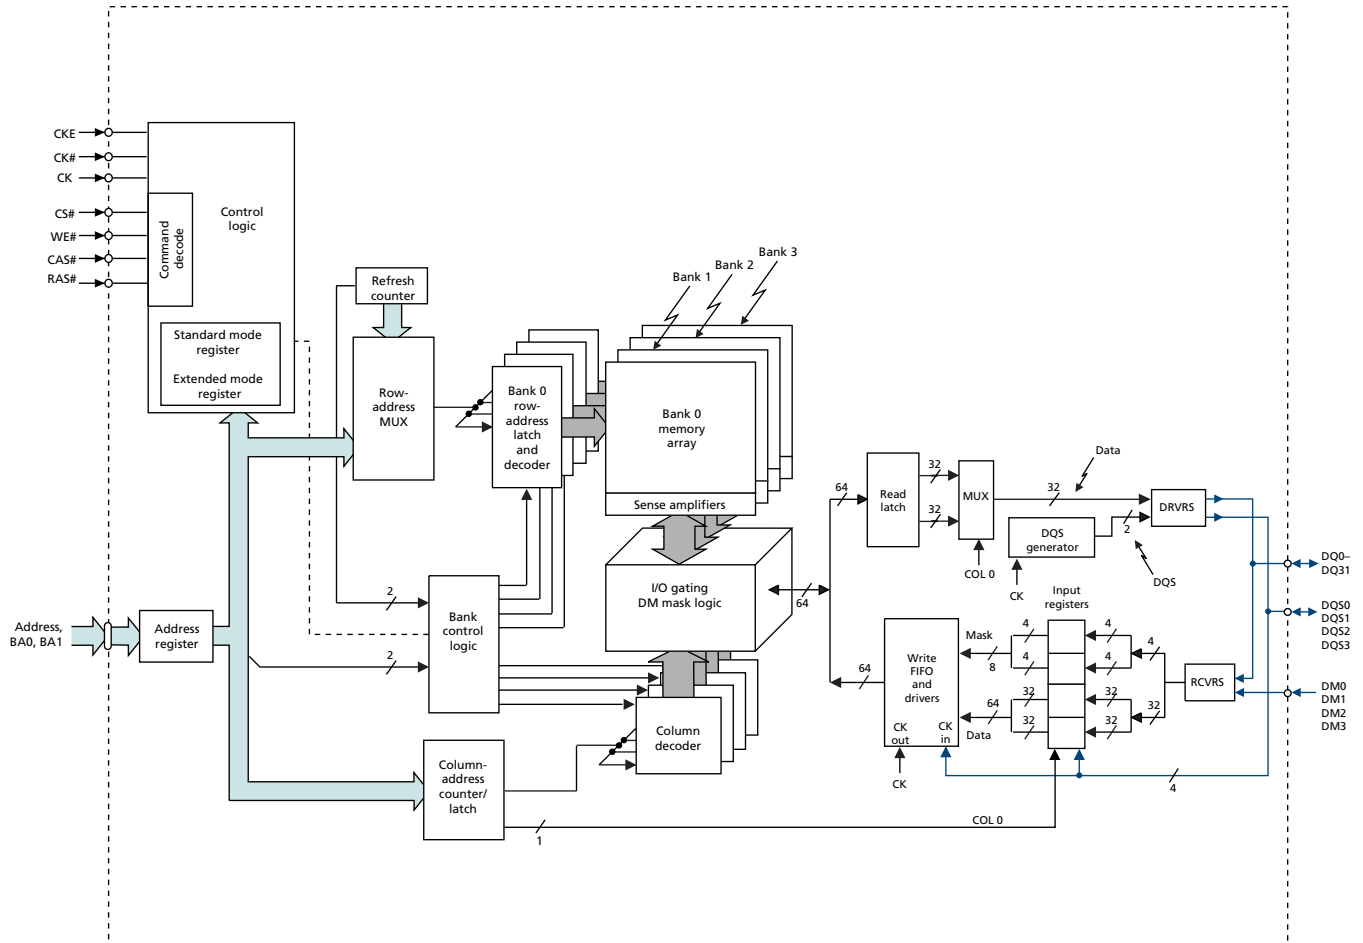 CKE
CK#
CK
CS#
WE#
CAS#
RAS#
Command
decode
Control
logic
Standard mode
register
Extended mode
register
Refresh
counter
Row-
address
MUX
Bank 0
row-
address
latch
and
decoder
Bank 1
Bank 2
Bank 3
Bank 0
memory
array
Sense amplifiers
I/O gating
DM mask logic
64
Address,
BA0, BA1
Address
register
2
2
Bank
control
logic
Column-
address
counter/
latch
Column
decoder
1
COL 0
64
Read
latch
32
32
MUX
COL 0
32
Data
DQS
generator
CK
2
DQS
DRVRS
DQ0–
DQ31
DQS0
DQS1
DQS2
DQS3
DM0
DM1
DM2
DM3
64
Write
FIFO
and
drivers
CK
out
CK
in
CK
Mask
8
64
Data
Input
registers
4
4
32
32
4
4
32
32
4
32
RCVRS
4